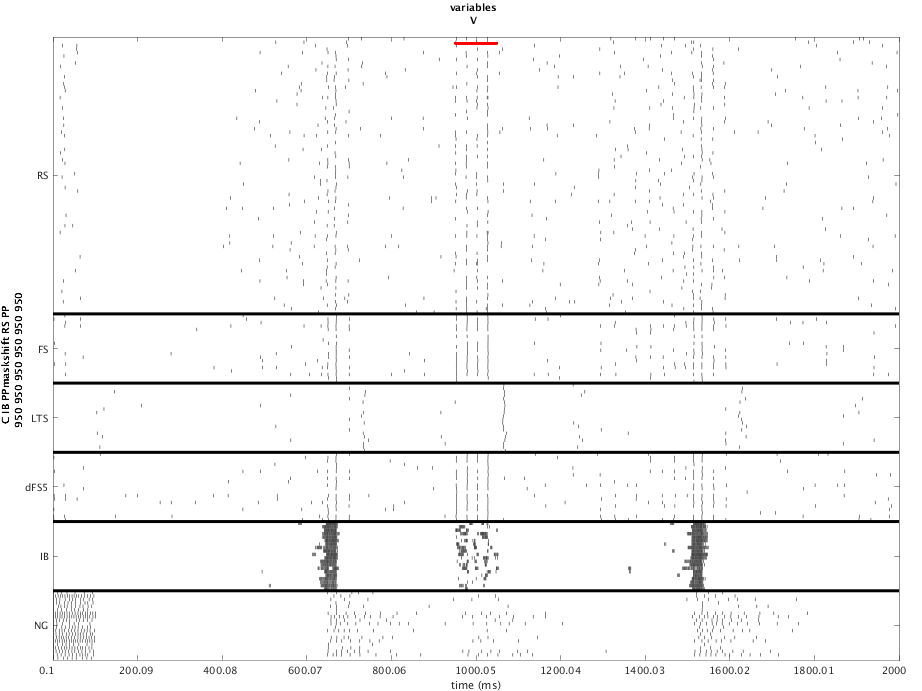 variables
V
C IB PPmaskshift RS PP
950 950 950 950 950 950
RS
FS
LTS
dFS5
IB
NG
0.1 200.09 400.08 600.07 800.06 1000.05 1200.04 1400.03 1600.02 1800.01 2000
time (ms)